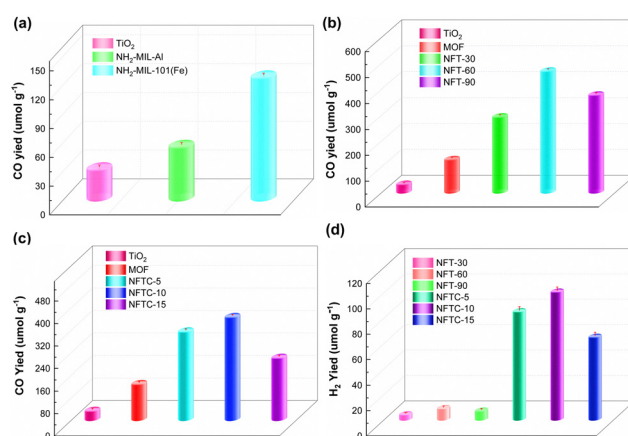 (a)
TiO₂
NH₂-MIL-Al
NH₂-MIL-101(Fe)
CO yied (umol g⁻¹)
150
120
90
60
30
0
(b)
TiO₂
MOF
NFT-30
NFT-60
NFT-90
CO yied (umol g⁻¹)
600
500
400
300
200
100
0
(c)
TiO₂
MOF
NFTC-5
NFTC-10
NFTC-15
CO Yied (umol g⁻¹)
480
400
320
240
160
80
0
(d)
NFT-30
NFT-60
NFT-90
NFTC-5
NFTC-10
NFTC-15
H₂ Yied (umol g⁻¹)
120
100
80
60
40
20
0